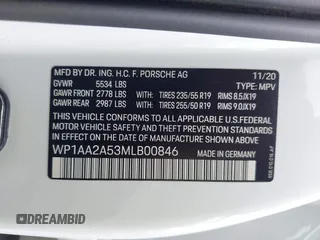 MFD. BY DR. ING. H.C. F. PORSCHE AG 11/20
GVWR 5534 LBS TYPE: MPV
GAWR FRONT 2778 LBS WITH: TIRES 235/55 R19 RIMS 8.0JX19
GAWR REAR 2987 LBS WITH: TIRES 255/50 R19 RIMS 9.0JX19
THIS VEHICLE CONFORMS TO ALL APPLICABLE U.S.FEDERAL
MOTOR VEHICLE SAFETY, BUMPER, AND THEFT PREVENTION
STANDARDS IN EFFECT ON THE DATE OF MANUFACTURE
SHOWN ABOVE.
WP1AA2A53MLB00846 MADE IN GERMANY
DREAMBID